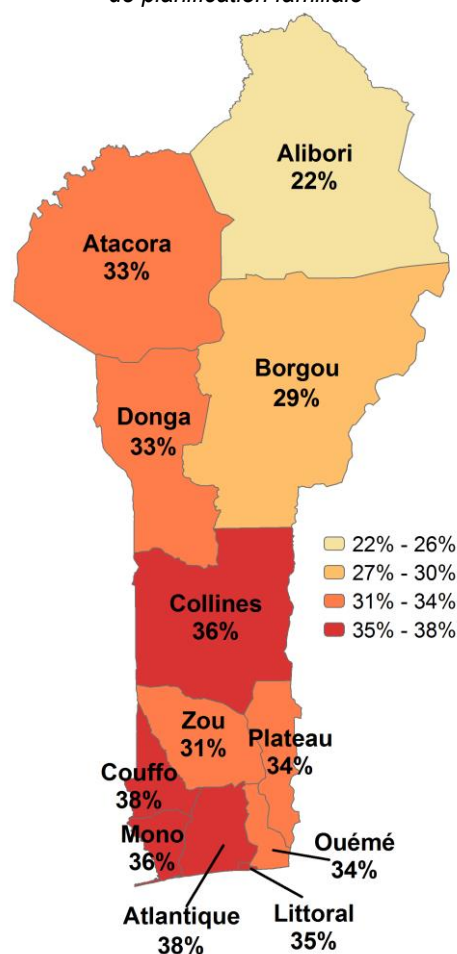 de planification familiale
Alibori
22%
Atacora
33%
Borgou
29%
Donga
33%
22% - 26%
27% - 30%
31% - 34%
35% - 38%
Collines
36%
Zou
31%
Plateau
34%
Couffo
38%
Mono
36%
Ouémé
34%
Atlantique
38%
Littoral
35%